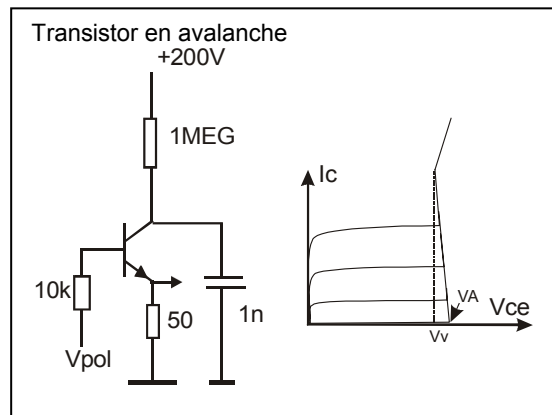 Transistor en avalanche
+200V
1MEG
10k
Vpol
50
1n
Ic
VA
Vce
Vv